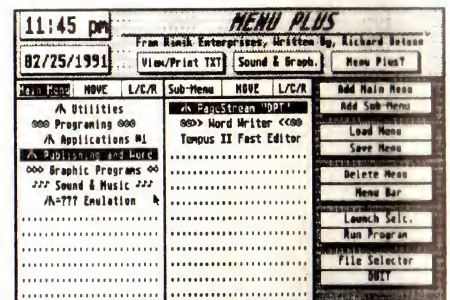 11:45 pm
MENU PLUS
From Rimik Enterprises, Written By, Richard Betson
02/25/1991
View/Print TXT
Sound & Graph.
Menu Plus?
Main Menu MOVE L/C/R
Sub-Menu MOVE L/C/R
Utilities
Programing
Applications #1
Publishing and Word
Graphic Programs
Sound & Music
=??? Emulation
PageStream "DPT"
Word Writer
Tempus II Fast Editor
Add Main Menu
Add Sub Menu
Load Menu
Save Menu
Delete Menu
Menu Bar
Launch Selc.
Run Program
File Selector
QUIT